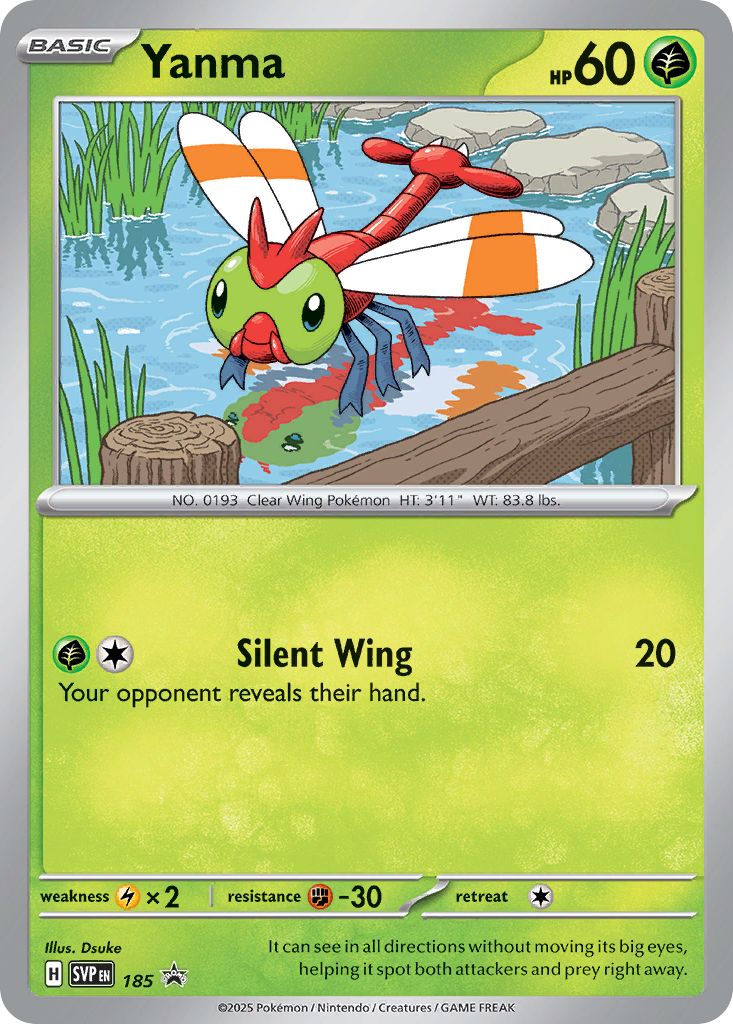 BASIC
Yanma
HP 60
NO. 0193 Clear Wing Pokémon HT: 3'11" WT: 83.8 lbs.
Silent Wing 20
Your opponent reveals their hand.
weakness ×2 resistance -30 retreat
Illus. Dsuke
It can see in all directions without moving its big eyes,
helping it spot both attackers and prey right away.
H SVP EN 185 PROMO
©2025 Pokémon / Nintendo / Creatures / GAME FREAK